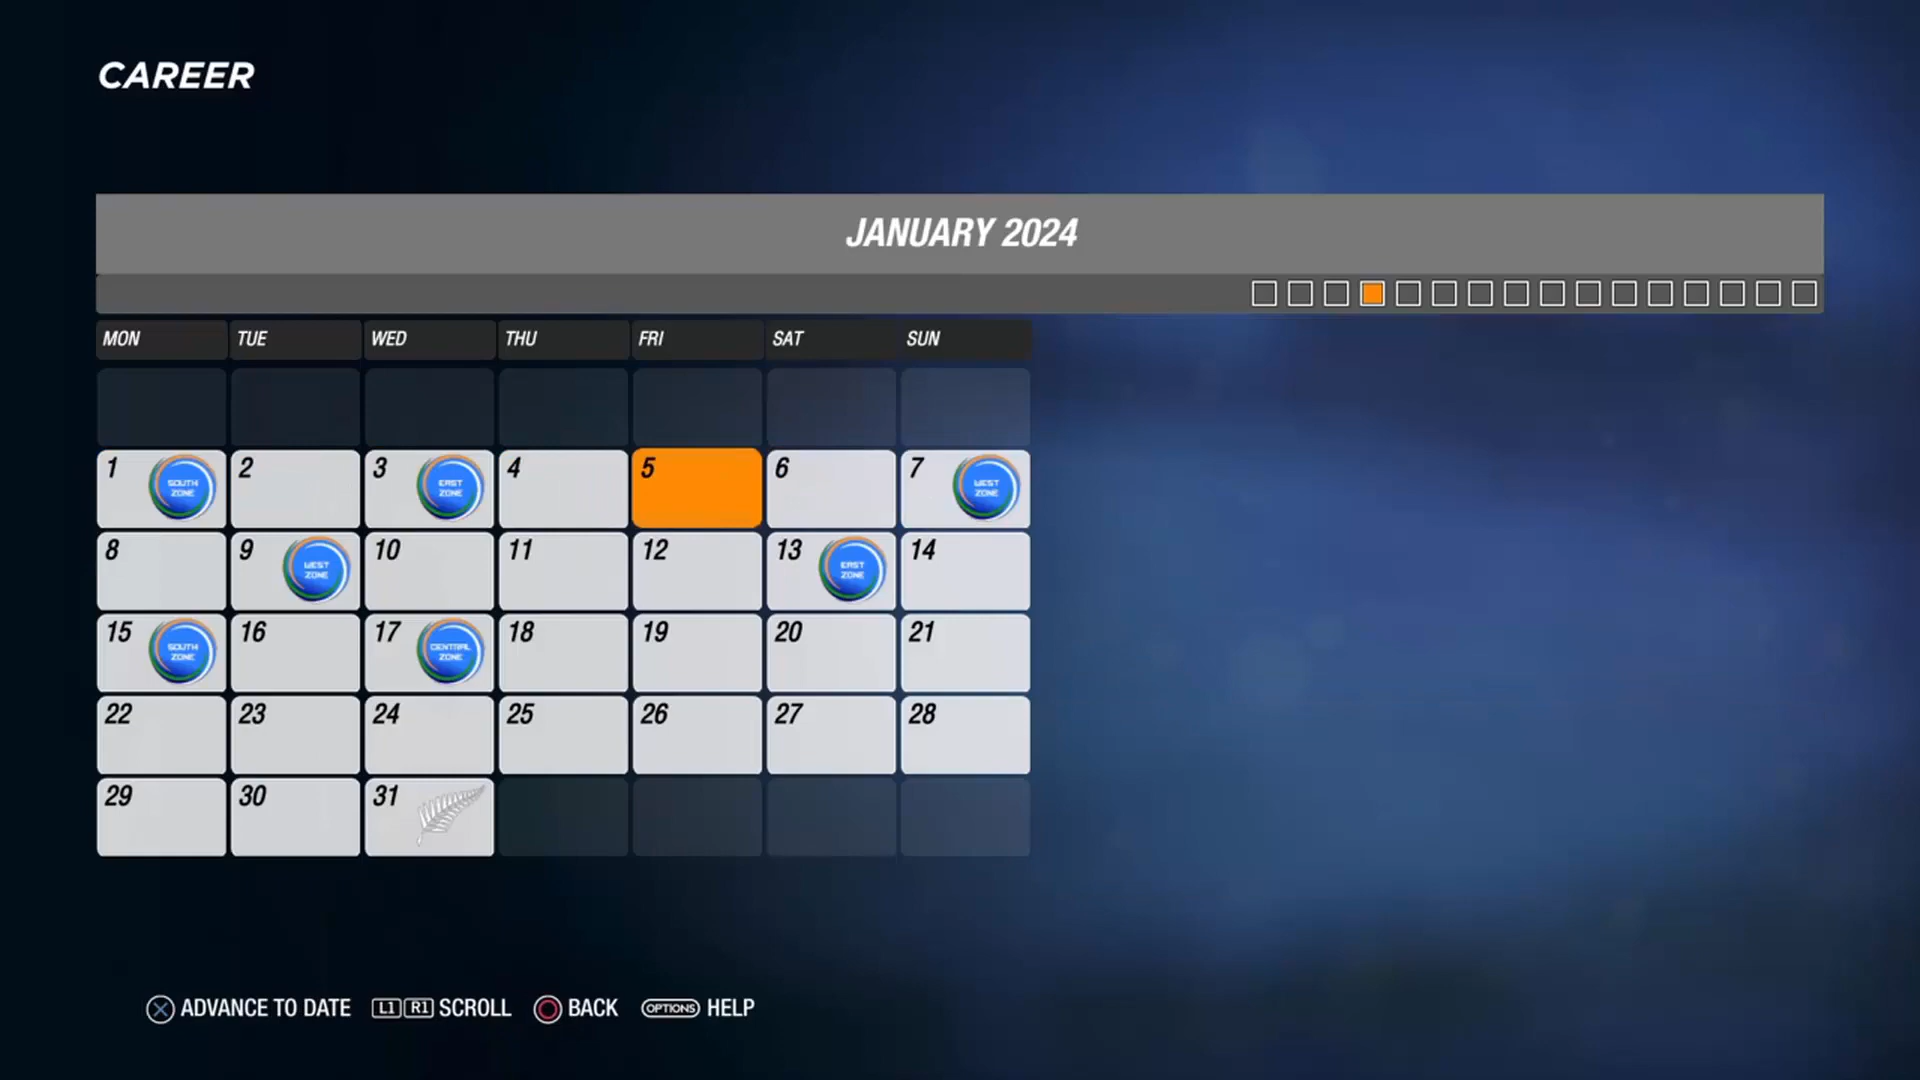 CAREER
JANUARY 2024
MON TUE WED THU FRI SAT SUN
1 SOUTH ZONE 2 3 EAST ZONE 4 5 6 7 WEST ZONE
8 9 WEST ZONE 10 11 12 13 EAST ZONE 14
15 SOUTH ZONE 16 17 CENTRAL ZONE 18 19 20 21
22 23 24 25 26 27 28
29 30 31
ADVANCE TO DATE L1 R1 SCROLL BACK OPTIONS HELP